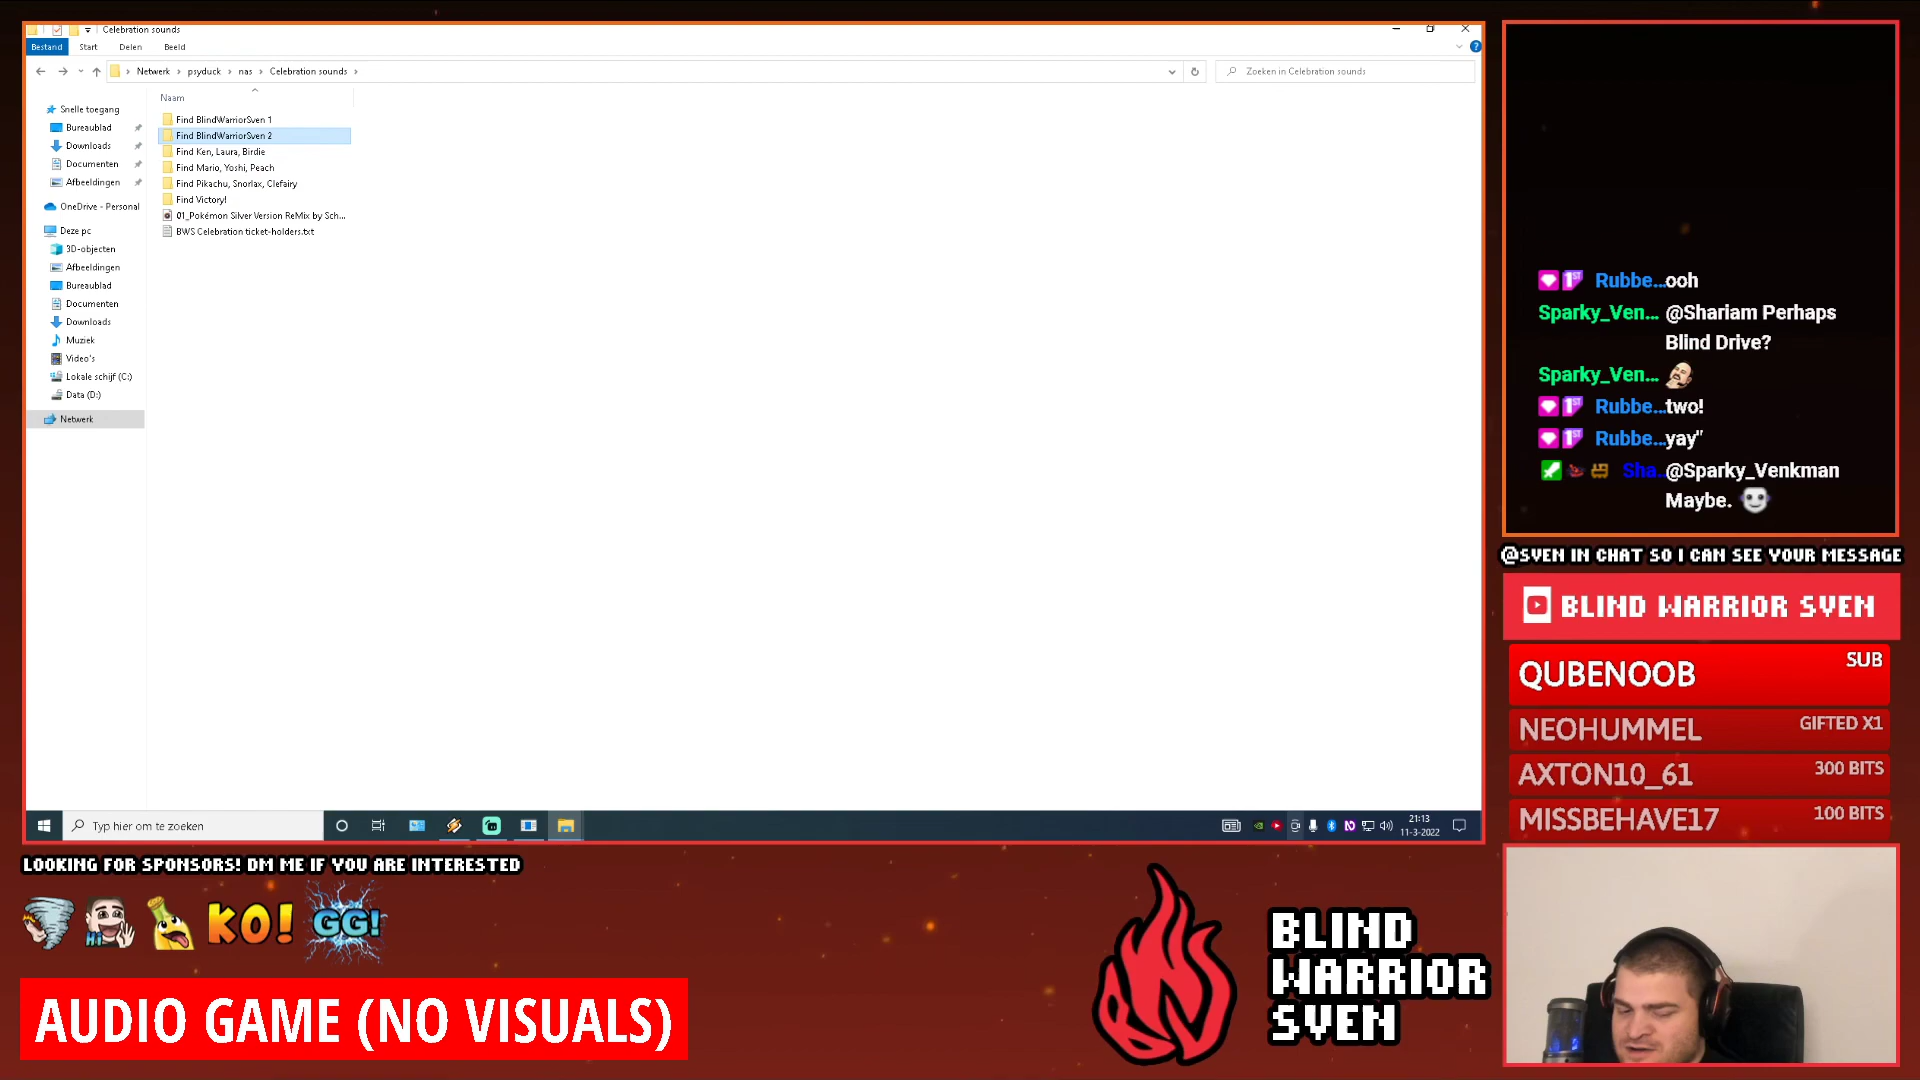 Celebration sounds
Bestand Start Delen Beeld
Netwerk psyduck nas Celebration sounds
Zoeken in Celebration sounds
Naam
Snelle toegang
Bureaublad
Downloads
Documenten
Afbeeldingen
OneDrive - Personal
Deze pc
3D-objecten
Afbeeldingen
Bureaublad
Documenten
Downloads
Muziek
Video's
Lokale schijf (C:)
Data (D:)
Netwerk
Find BlindWarriorSven 1
Find BlindWarriorSven 2
Find Ken, Laura, Birdie
Find Mario, Yoshi, Peach
Find Pikachu, Snorlax, Clefairy
Find Victory!
01_Pokémon Silver Version ReMix by Sch...
BWS Celebration ticket-holders.txt
Typ hier om te zoeken
21:13
11-3-2022
Rubbe... ooh
Sparky_Ven... @Shariam Perhaps
Blind Drive?
Sparky_Ven...
Rubbe... two!
Rubbe... yay"
Sha.. @Sparky_Venkman
Maybe.
@SVEN IN CHAT SO I CAN SEE YOUR MESSAGE
BLIND WARRIOR SVEN
QUBENOOB SUB
NEOHUMMEL GIFTED X1
AXTON10_61 300 BITS
MISSBEHAVE17 100 BITS
LOOKING FOR SPONSORS! DM ME IF YOU ARE INTERESTED
HI KO! GG!
AUDIO GAME (NO VISUALS)
BLIND
WARRIOR
SVEN